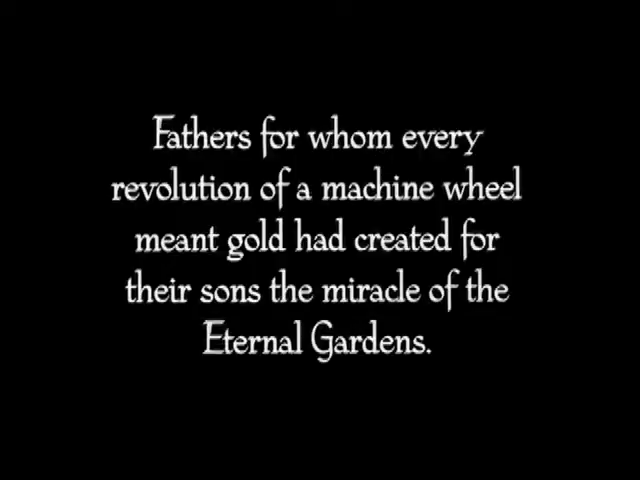 Fathers for whom every
revolution of a machine wheel
meant gold had created for
their sons the miracle of the
Eternal Gardens.